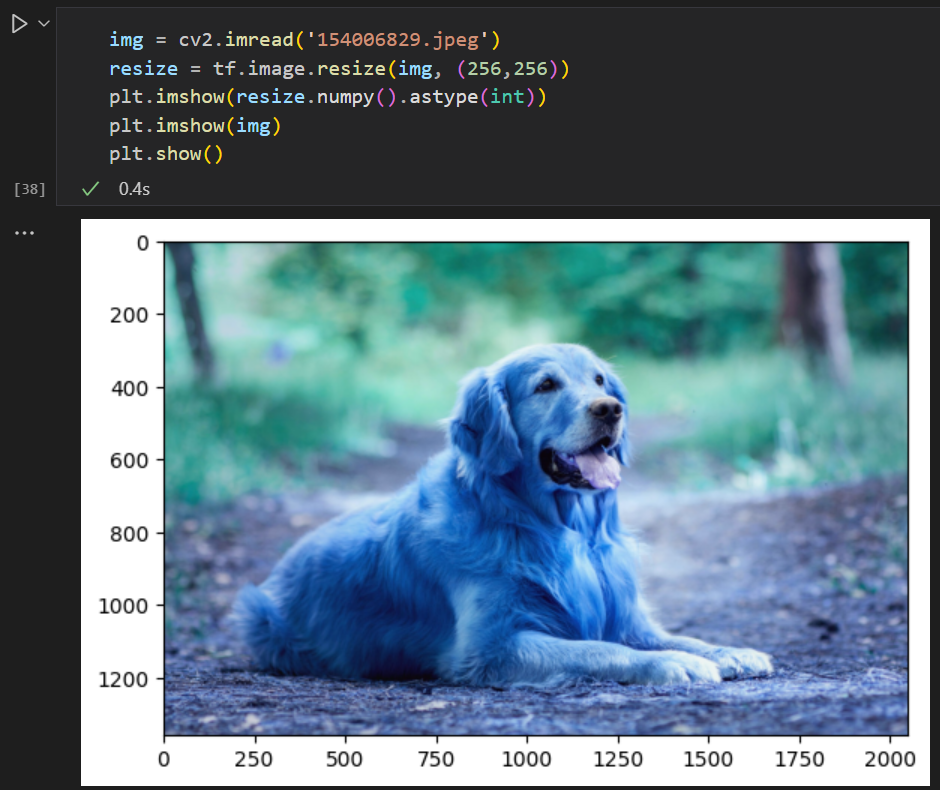 img = cv2.imread('154006829.jpeg')
resize = tf.image.resize(img, (256,256))
plt.imshow(resize.numpy().astype(int))
plt.imshow(img)
plt.show()
[38] 0.4s
0
200
400
600
800
1000
1200
0 250 500 750 1000 1250 1500 1750 2000